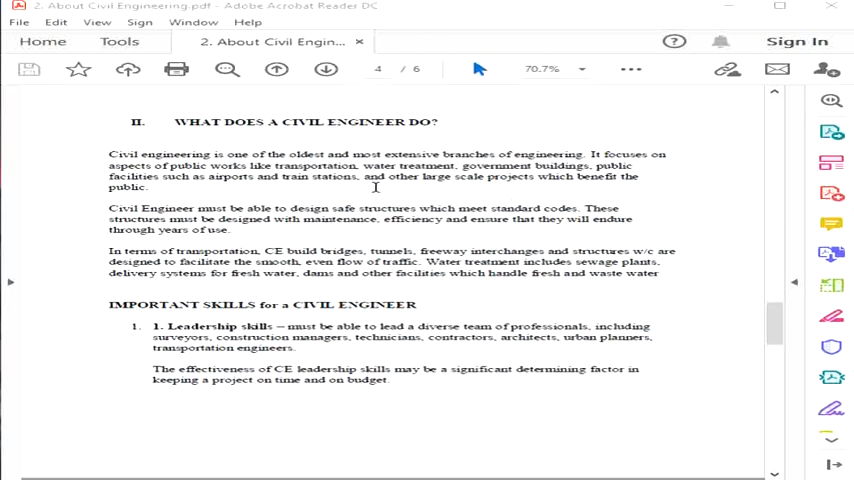 2. About Civil Engineering.pdf - Adobe Acrobat Reader DC
File Edit View Sign Window Help
Home Tools 2. About Civil Engin... × Sign In
4 / 6 70.7%
II. WHAT DOES A CIVIL ENGINEER DO?
Civil engineering is one of the oldest and most extensive branches of engineering. It focuses on
aspects of public works like transportation, water treatment, government buildings, public
facilities such as airports and train stations, and other large scale projects which benefit the
public.
Civil Engineer must be able to design safe structures which meet standard codes. These
structures must be designed with maintenance, efficiency and ensure that they will endure
through years of use.
In terms of transportation, CE build bridges, tunnels, freeway interchanges and structures w/c are
designed to facilitate the smooth, even flow of traffic. Water treatment includes sewage plants,
delivery systems for fresh water, dams and other facilities which handle fresh and waste water
IMPORTANT SKILLS for a CIVIL ENGINEER
1. 1. Leadership skills – must be able to lead a diverse team of professionals, including
surveyors, construction managers, technicians, contractors, architects, urban planners,
transportation engineers.
The effectiveness of CE leadership skills may be a significant determining factor in
keeping a project on time and on budget.